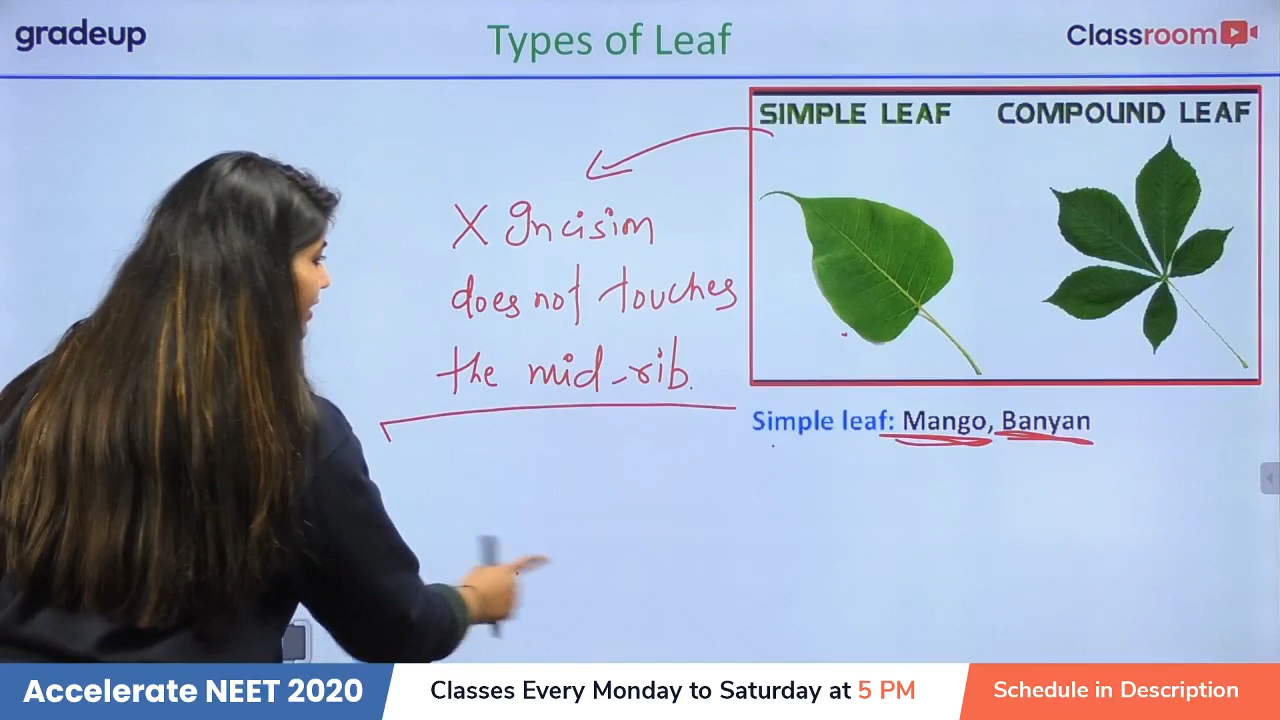 gradeup
Types of Leaf
Classroom
SIMPLE LEAF
COMPOUND LEAF
X Incision
does not touches
the mid-rib.
Simple leaf: Mango, Banyan
Accelerate NEET 2020
Classes Every Monday to Saturday at 5 PM
Schedule in Description